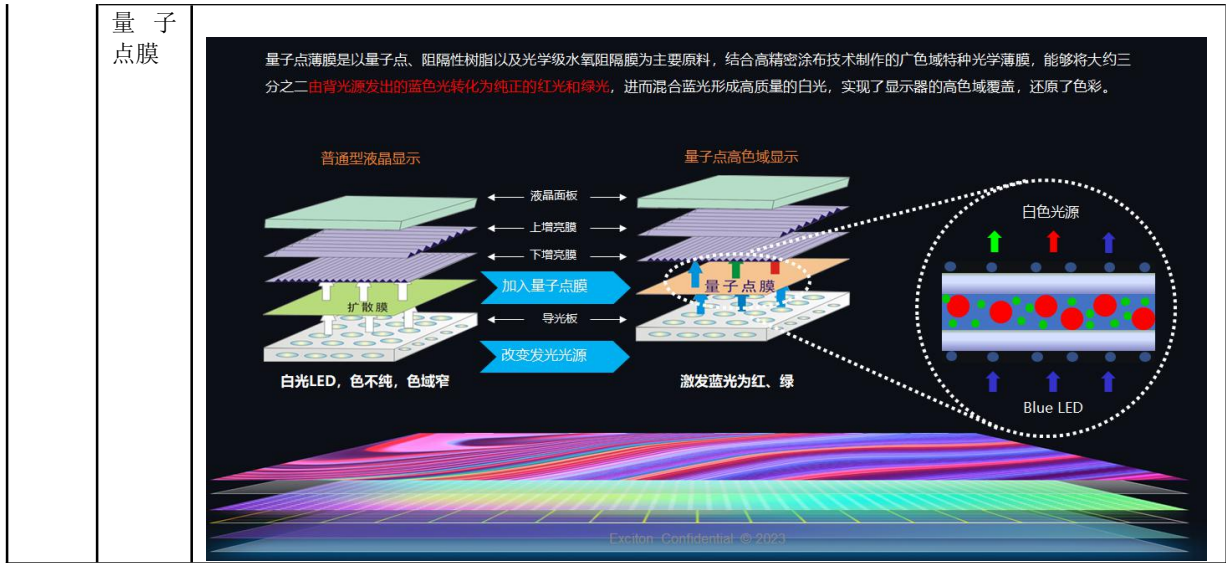 量 子
点膜
量子点薄膜是以量子点、阻隔性树脂以及光学级水氧阻隔膜为主要原料，结合高精密涂布技术制作的广色域特种光学薄膜，能够将大约三
分之二由背光源发出的蓝色光转化为纯正的红光和绿光，进而混合蓝光形成高质量的白光，实现了显示器的高色域覆盖，还原了色彩。
普通型液晶显示
量子点高色域显示
液晶面板
上增亮膜
下增亮膜
加入量子点膜
扩散膜
量子点膜
导光板
改变发光光源
白光LED，色不纯，色域窄
激发蓝光为红、绿
白色光源
Blue LED
Exciton Confidential @ 2023